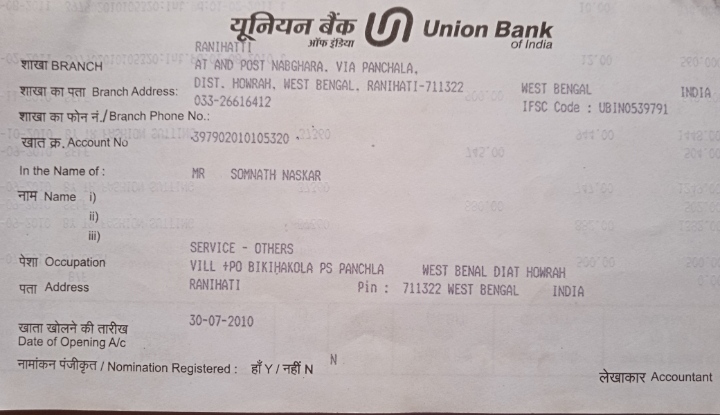 यूनियन बैंक Union Bank
ऑफ इंडिया of India
RANIHATTI
शाखा BRANCH AT AND POST NABGHARA, VIA PANCHALA,
शाखा का पता Branch Address: DIST. HOWRAH, WEST BENGAL, RANIHATI-711322 WEST BENGAL INDIA
033-26616412 IFSC Code : UBIN0539791
शाखा का फोन नं./Branch Phone No.:
खात क्र. Account No 397902010105320
In the Name of : MR SOMNATH NASKAR
नाम Name i)
ii)
iii)
SERVICE - OTHERS
पेशा Occupation VILL +PO BIKIHAKOLA PS PANCHLA WEST BENAL DIAT HOWRAH
पता Address RANIHATI Pin : 711322 WEST BENGAL INDIA
खाता खोलने की तारीख 30-07-2010
Date of Opening A/c
नामांकन पंजीकृत / Nomination Registered : हाँ Y / नहीं N N
लेखाकार Accountant